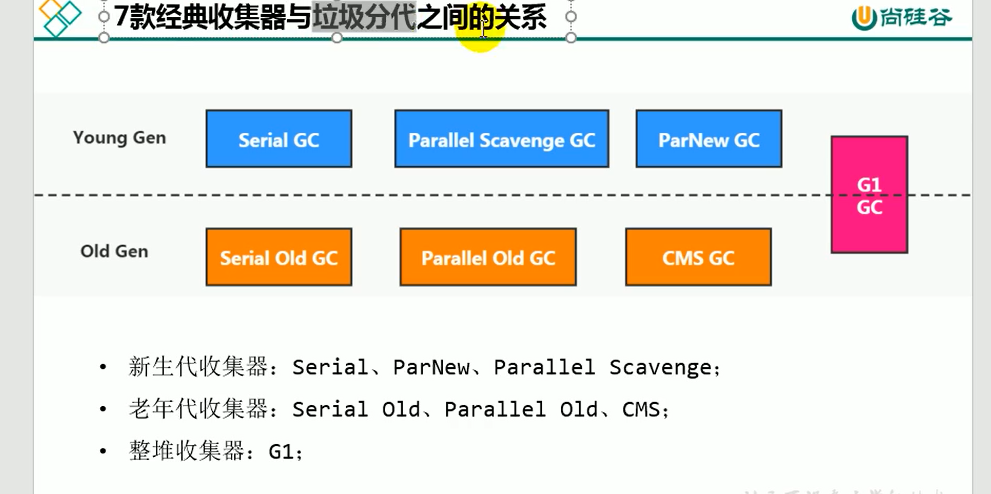 7款经典收集器与垃圾分代之间的关系
尚硅谷
Young Gen
Serial GC
Parallel Scavenge GC
ParNew GC
G1
GC
Old Gen
Serial Old GC
Parallel Old GC
CMS GC
• 新生代收集器：Serial、ParNew、Parallel Scavenge；
• 老年代收集器：Serial Old、Parallel Old、CMS；
• 整堆收集器：G1；